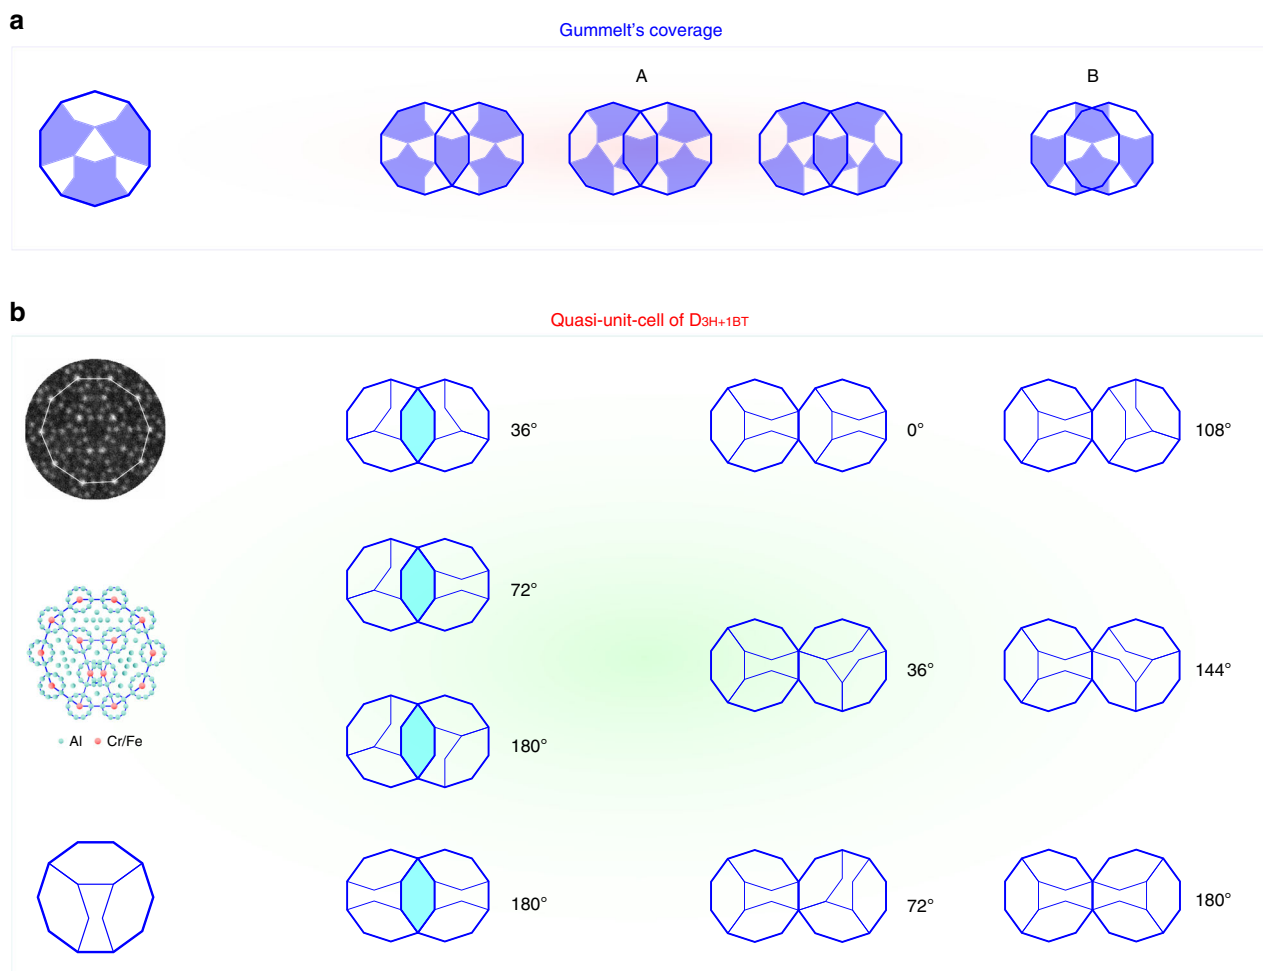 a
Gummelt's coverage
A
B
b
Quasi-unit-cell of D3H+1BT
36°
0°
108°
72°
36°
144°
Al
Cr/Fe
180°
180°
72°
180°